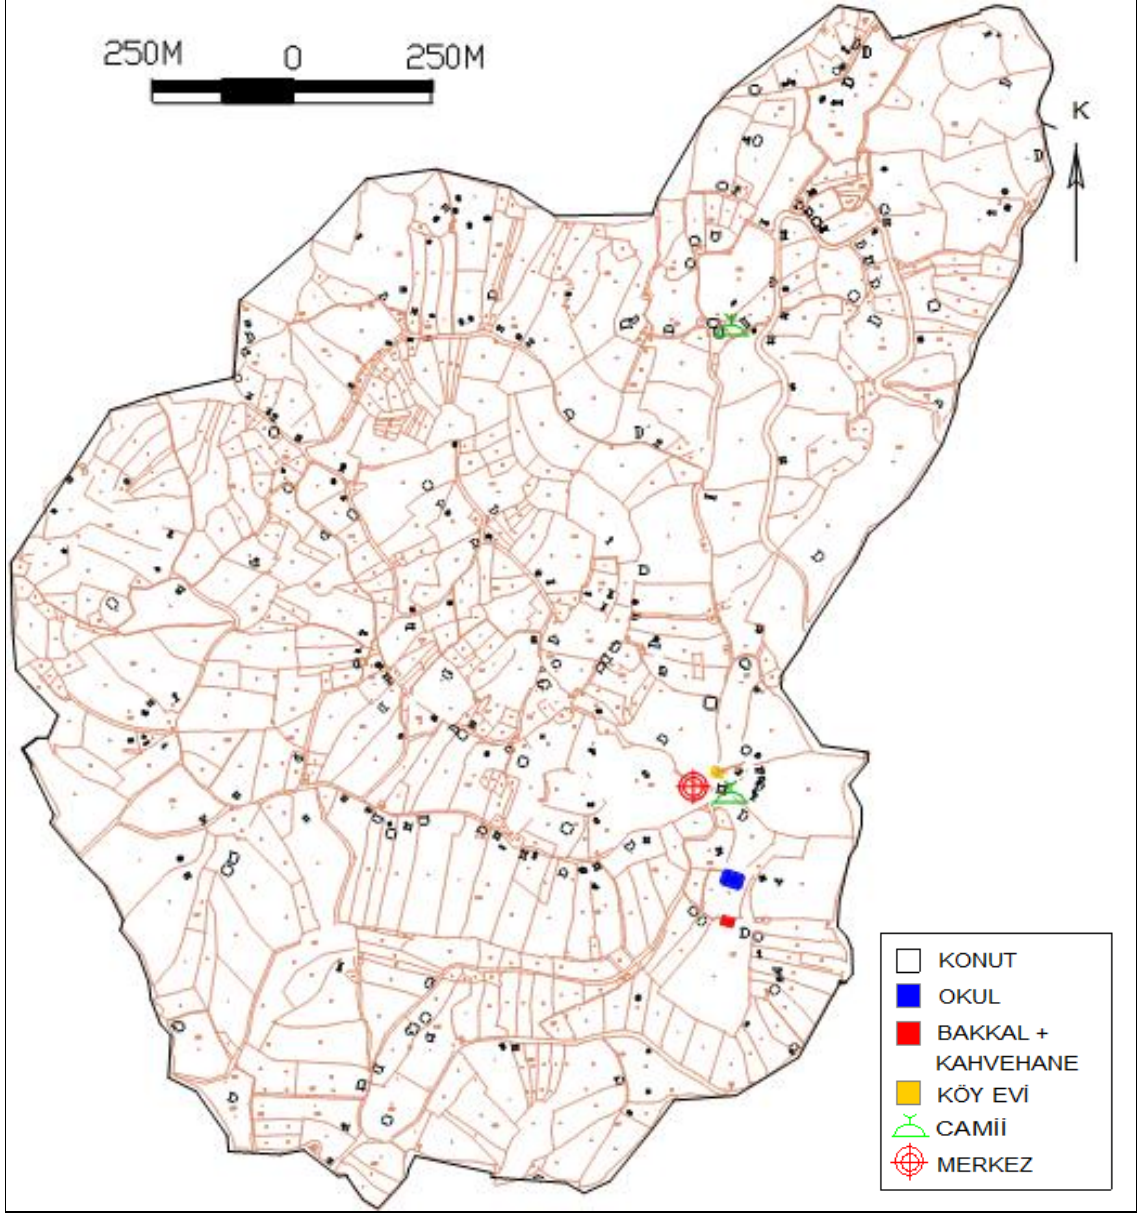 250M 0 250M
K
KONUT
OKUL
BAKKAL +
KAHVEHANE
KÖY EVİ
CAMİİ
MERKEZ